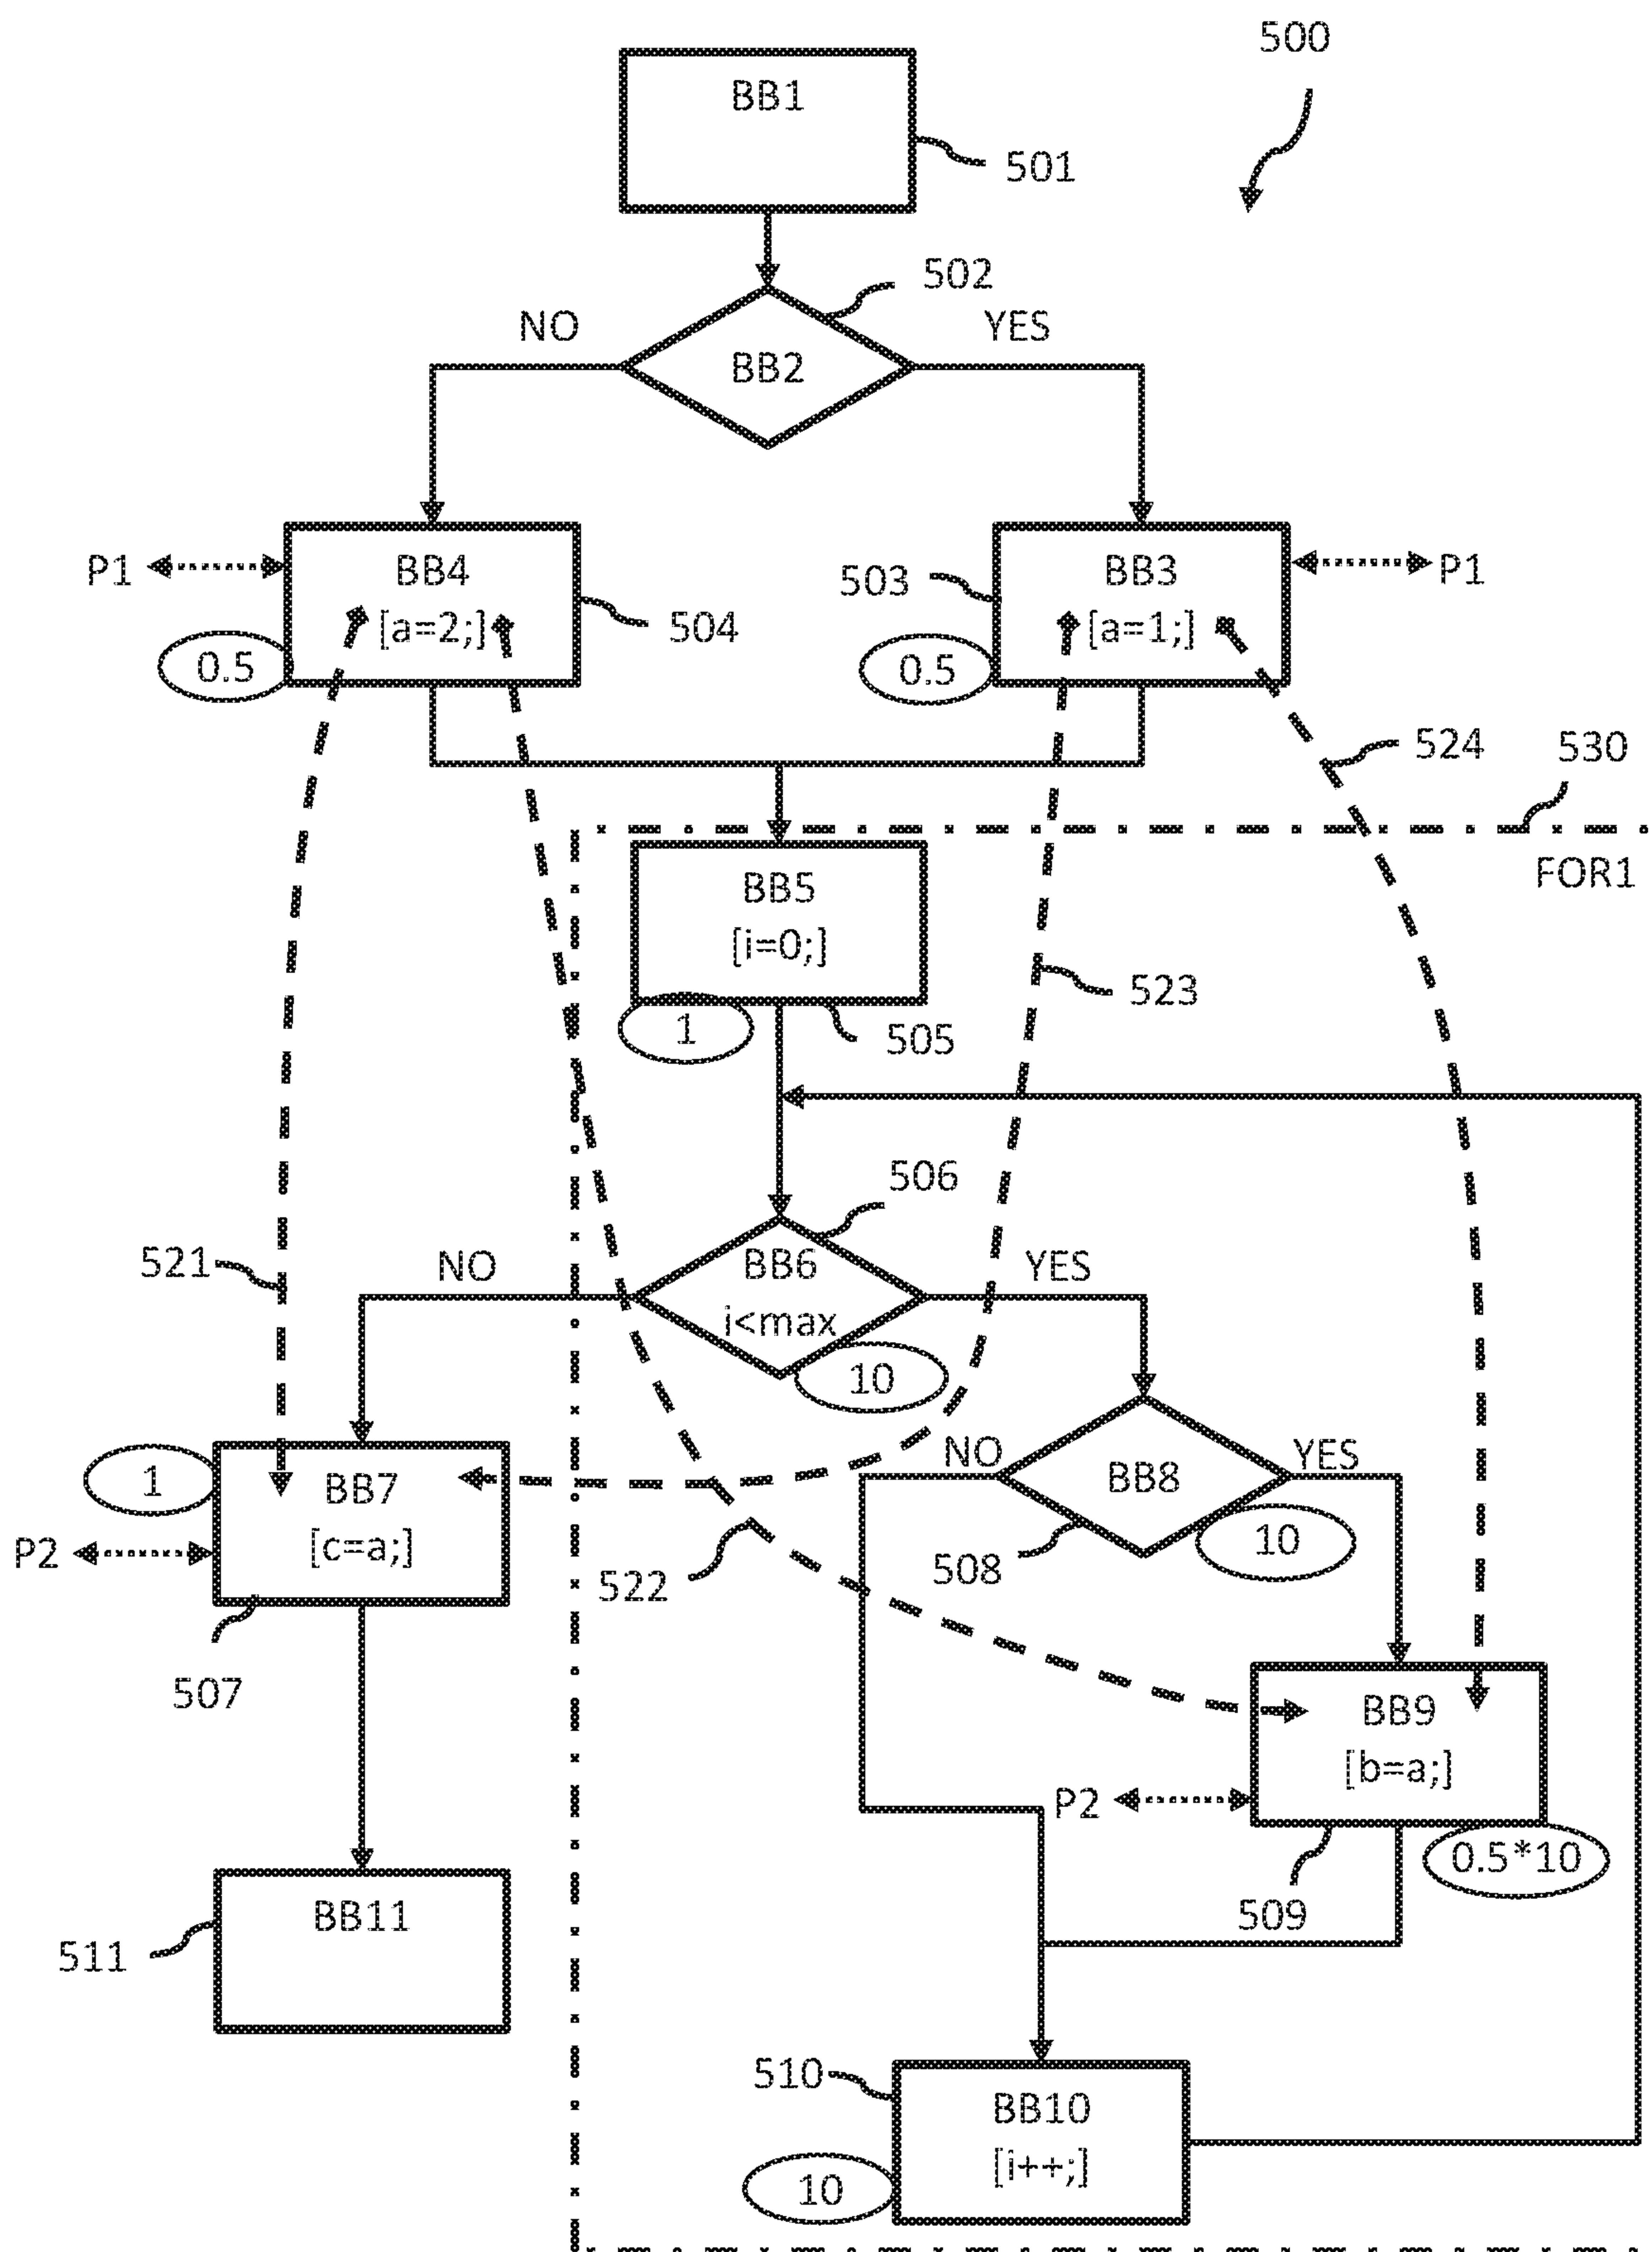 500
BB1
501
502
NO
YES
BB2
P1
BB4
[a=2;]
504
0.5
503
BB3
[a=1;]
P1
0.5
524
530
FOR1
BB5
[i=0;]
1
505
523
506
521
NO
BB6
i<max
YES
10
1
BB7
[c=a;]
P2
507
NO
BB8
YES
10
508
522
BB9
[b=a;]
P2
0.5*10
509
BB11
511
510
BB10
[i++;]
10